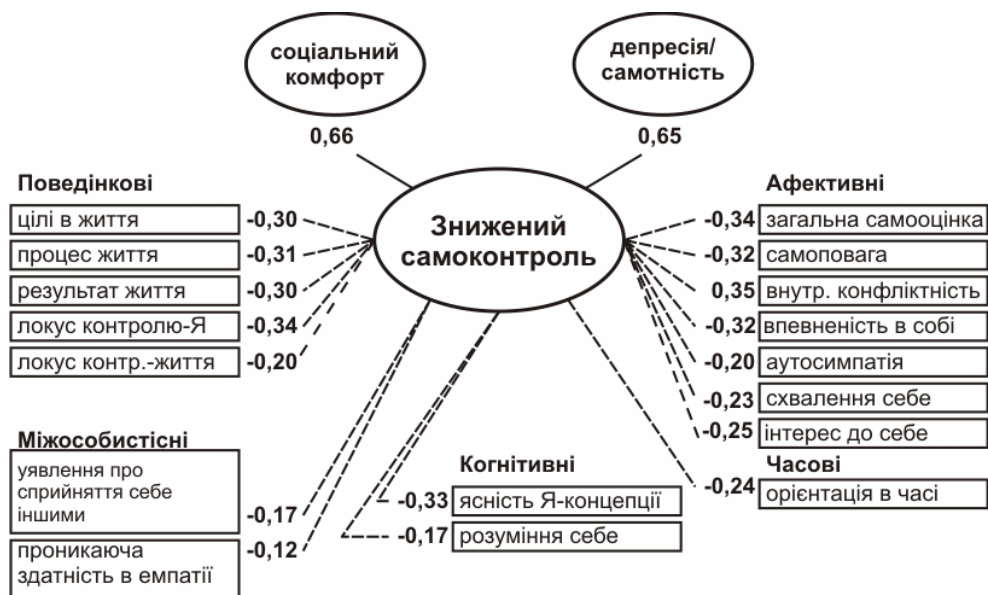 соціальний
комфорт
депресія/
самотність
0,66
0,65
Знижений
самоконтроль
Поведінкові
цілі в життя -0,30
процес життя -0,31
результат життя -0,30
локус контролю-Я -0,34
локус контр.-життя -0,20
Афективні
-0,34 загальна самооцінка
-0,32 самоповага
0,35 внутр. конфліктність
-0,32 впевненість в собі
-0,20 аутосимпатія
-0,23 схвалення себе
-0,25 інтерес до себе
Міжособистісні
уявлення про
сприйняття себе
іншими -0,17
проникаюча -0,12
здатність в емпатії
Когнітивні
-0,33 ясність Я-концепції
-0,17 розуміння себе
Часові
-0,24 орієнтація в часі